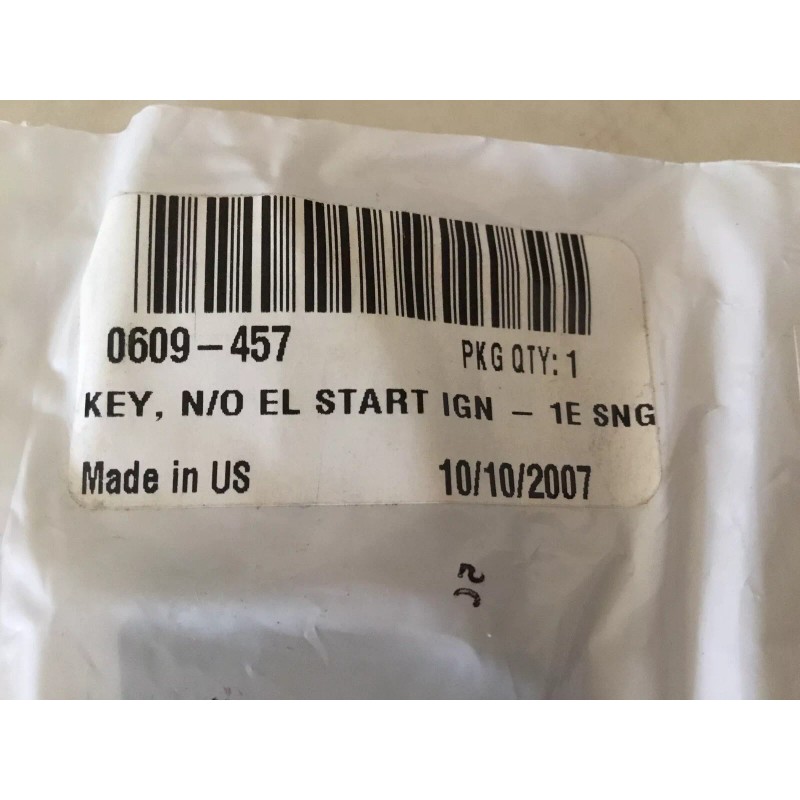 0609-457
PKG QTY: 1
KEY, N/O EL START IGN - 1E SNG
Made in US
10/10/2007